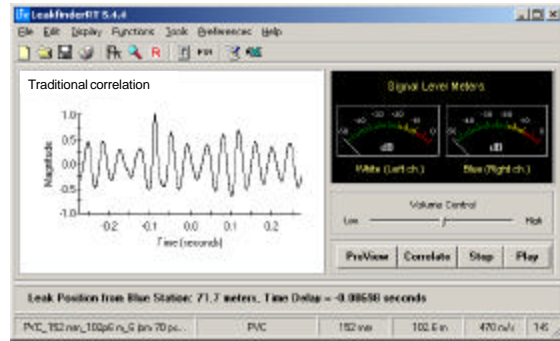 LeakfinderRT 5.4.4
File Edit Display Functions Tools Preferences Help
R
Traditional correlation
Magnitude
1.0
0.5
0.0
-0.5
-1.0
-0.2 -0.1 0.0 0.1 0.2
Time (seconds)
Signal Level Meters
dB dB
White (Left ch.) Blue (Right ch.)
Volume Control
Low High
PreView Correlate Stop Play
Leak Position from Blue Station: 71.7 meters, Time Delay = -0.08698 seconds
PVC 152 mm 102.6 m 470 m/s